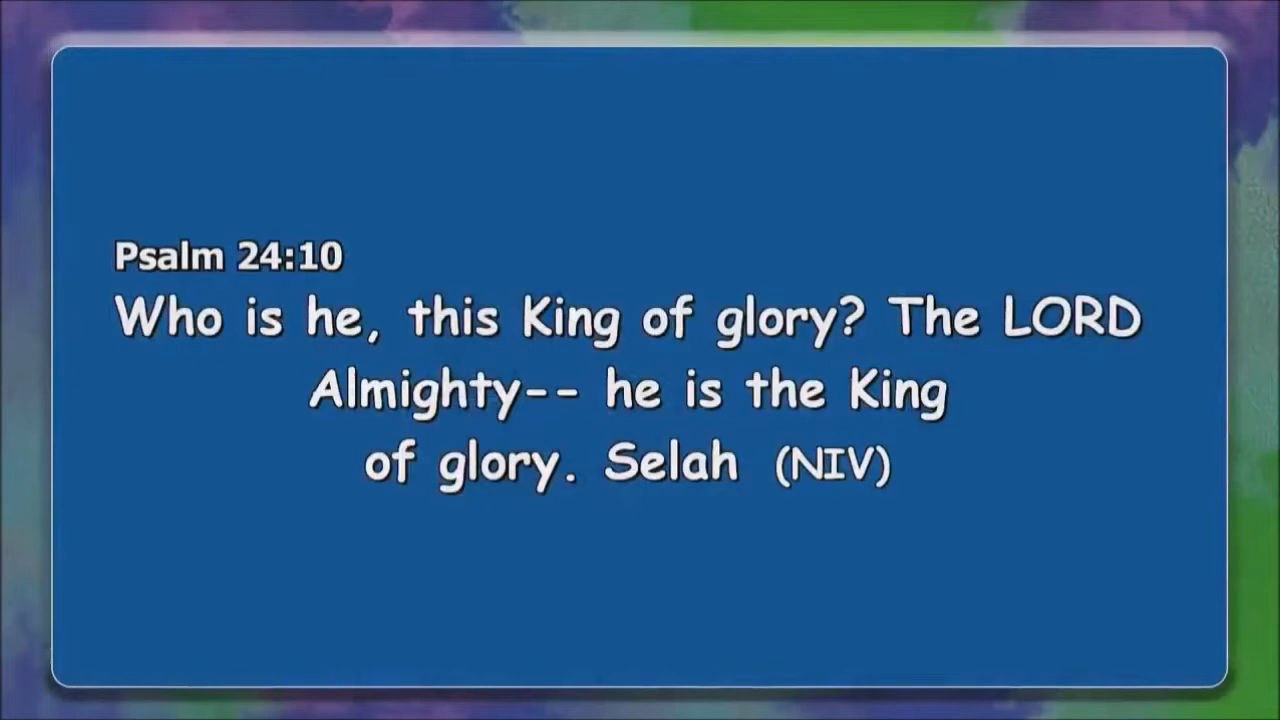 Psalm 24:10
Who is he, this King of glory? The LORD
Almighty-- he is the King
of glory. Selah (NIV)